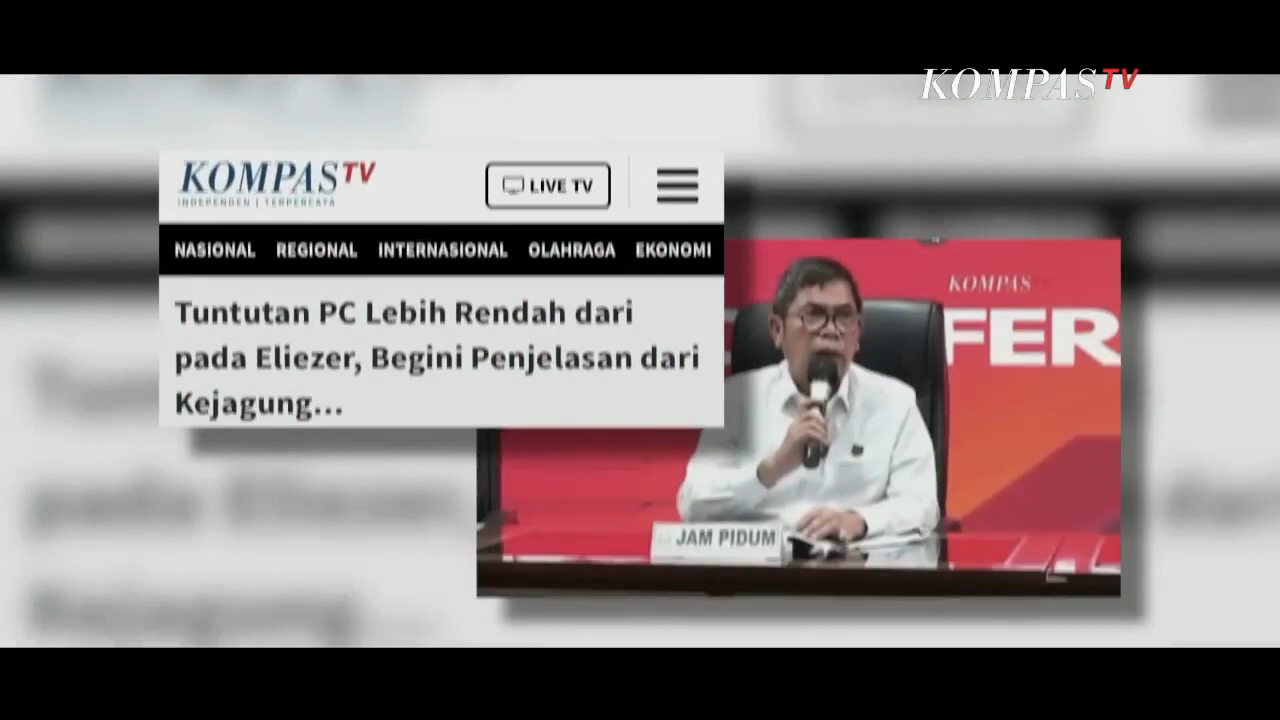 KOMPASTV
KOMPASTV
INDEPENDEN | TERPERCAYA
LIVE TV
NASIONAL REGIONAL INTERNASIONAL OLAHRAGA EKONOMI
Tuntutan PC Lebih Rendah dari
pada Eliezer, Begini Penjelasan dari
Kejagung...
KOMPASTV
FER
JAM PIDUM